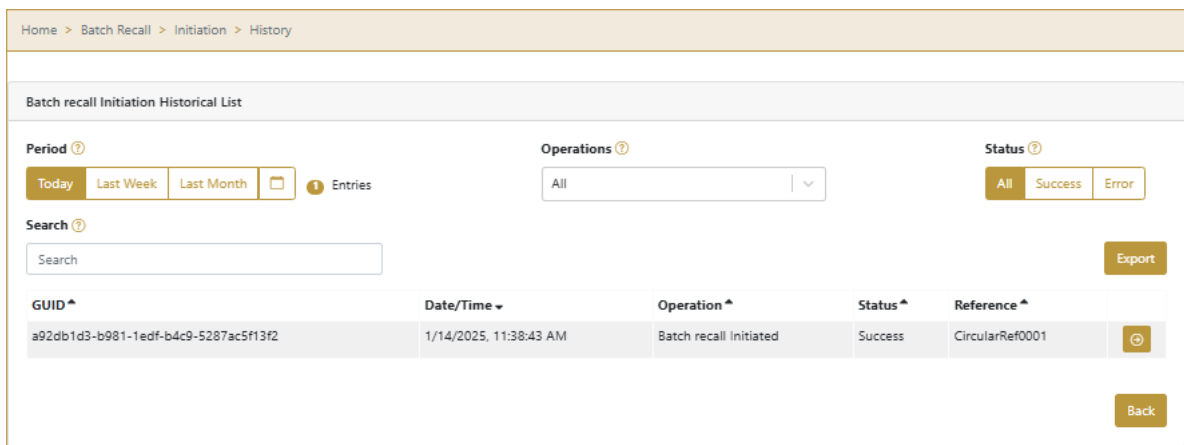 Home > Batch Recall > Initiation > History
Batch recall Initiation Historical List
Period ? Operations ? Status ?
Today Last Week Last Month 1 Entries All All Success Error
Search ?
Search Export
GUID Date/Time Operation Status Reference
a92db1d3-b981-1edf-b4c9-5287ac5f13f2 1/14/2025, 11:38:43 AM Batch recall Initiated Success CircularRef0001
Back